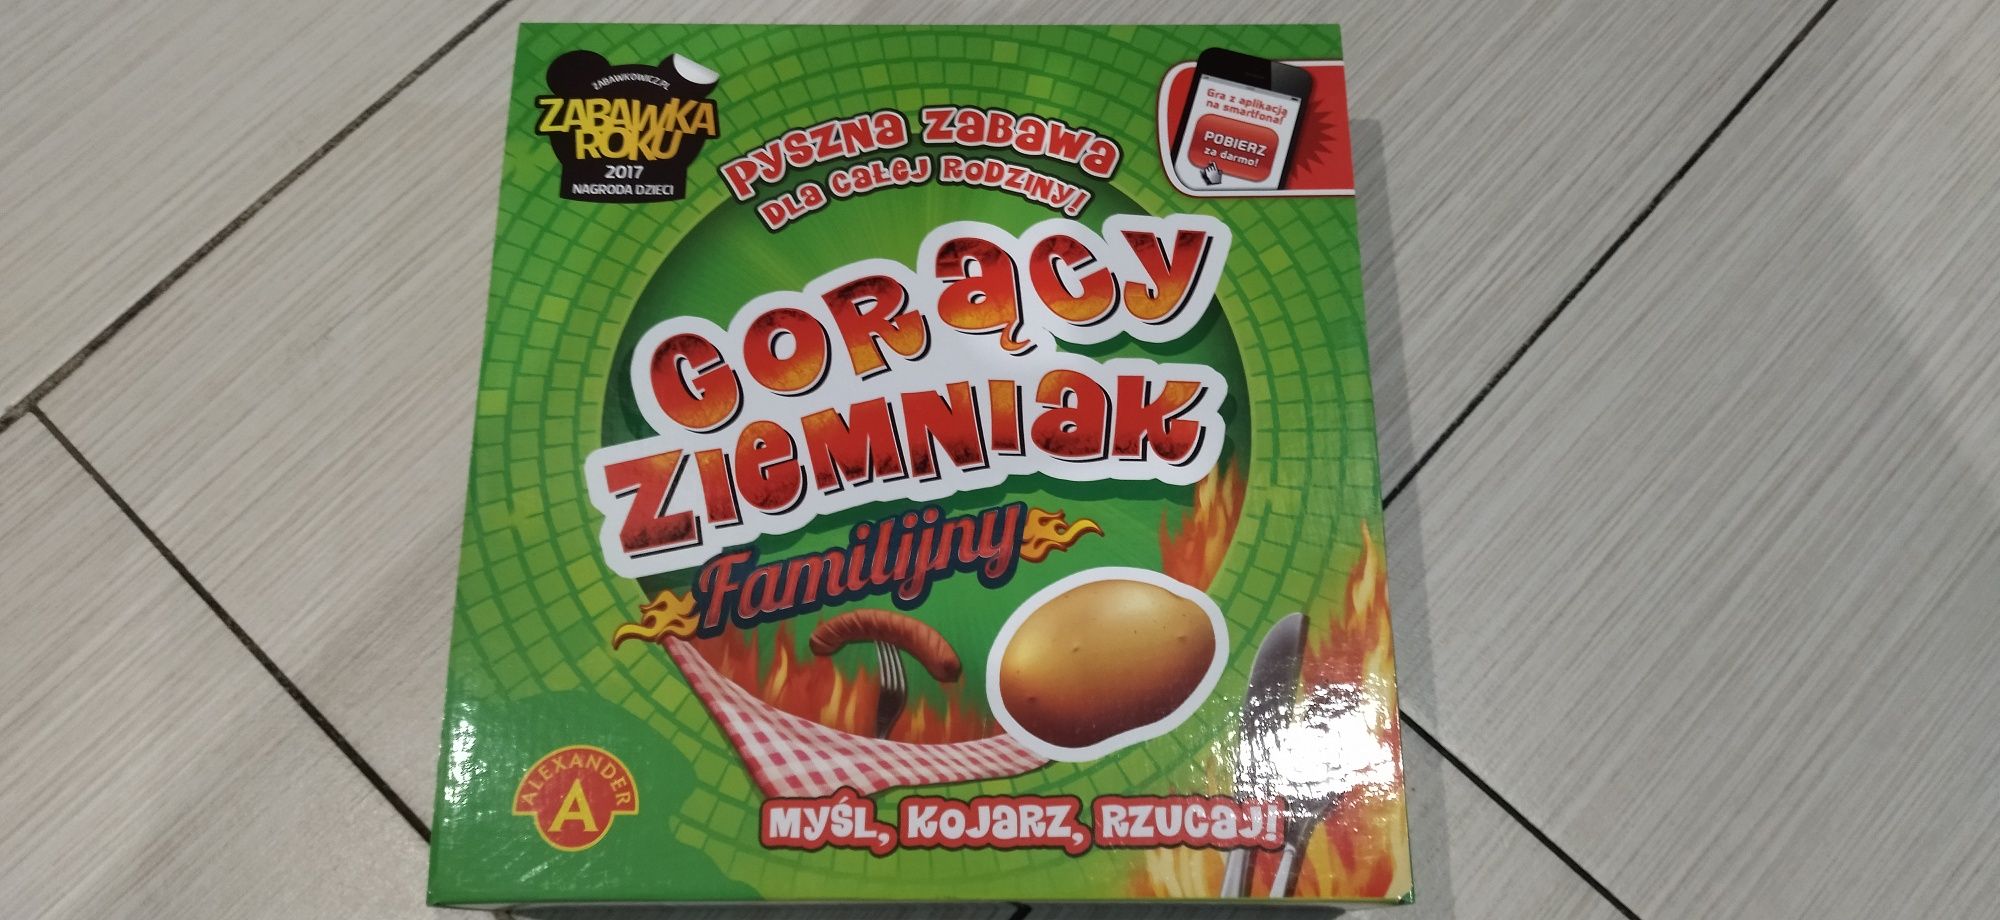 ZABAWKOWICZ.PL
ZABAWKA
ROKU
2017
NAGRODA DZIECI
PYSZNA ZABAWA
DLA CAŁEJ RODZINY!
Gra z aplikacją
na smartfona!
POBIERZ
za darmo!
GORĄCY
ZIEMNIAK
Familijny
ALEXANDER
A
MYŚL, KOJARZ, RZUCAJ!